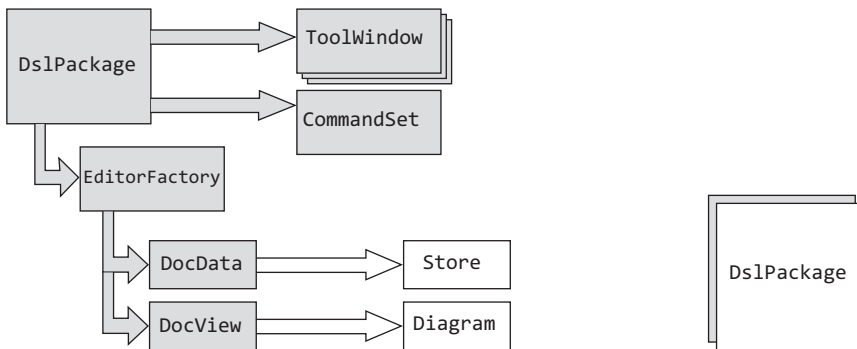 ToolWindow
DslPackage
CommandSet
EditorFactory
DocData
Store
DslPackage
DocView
Diagram